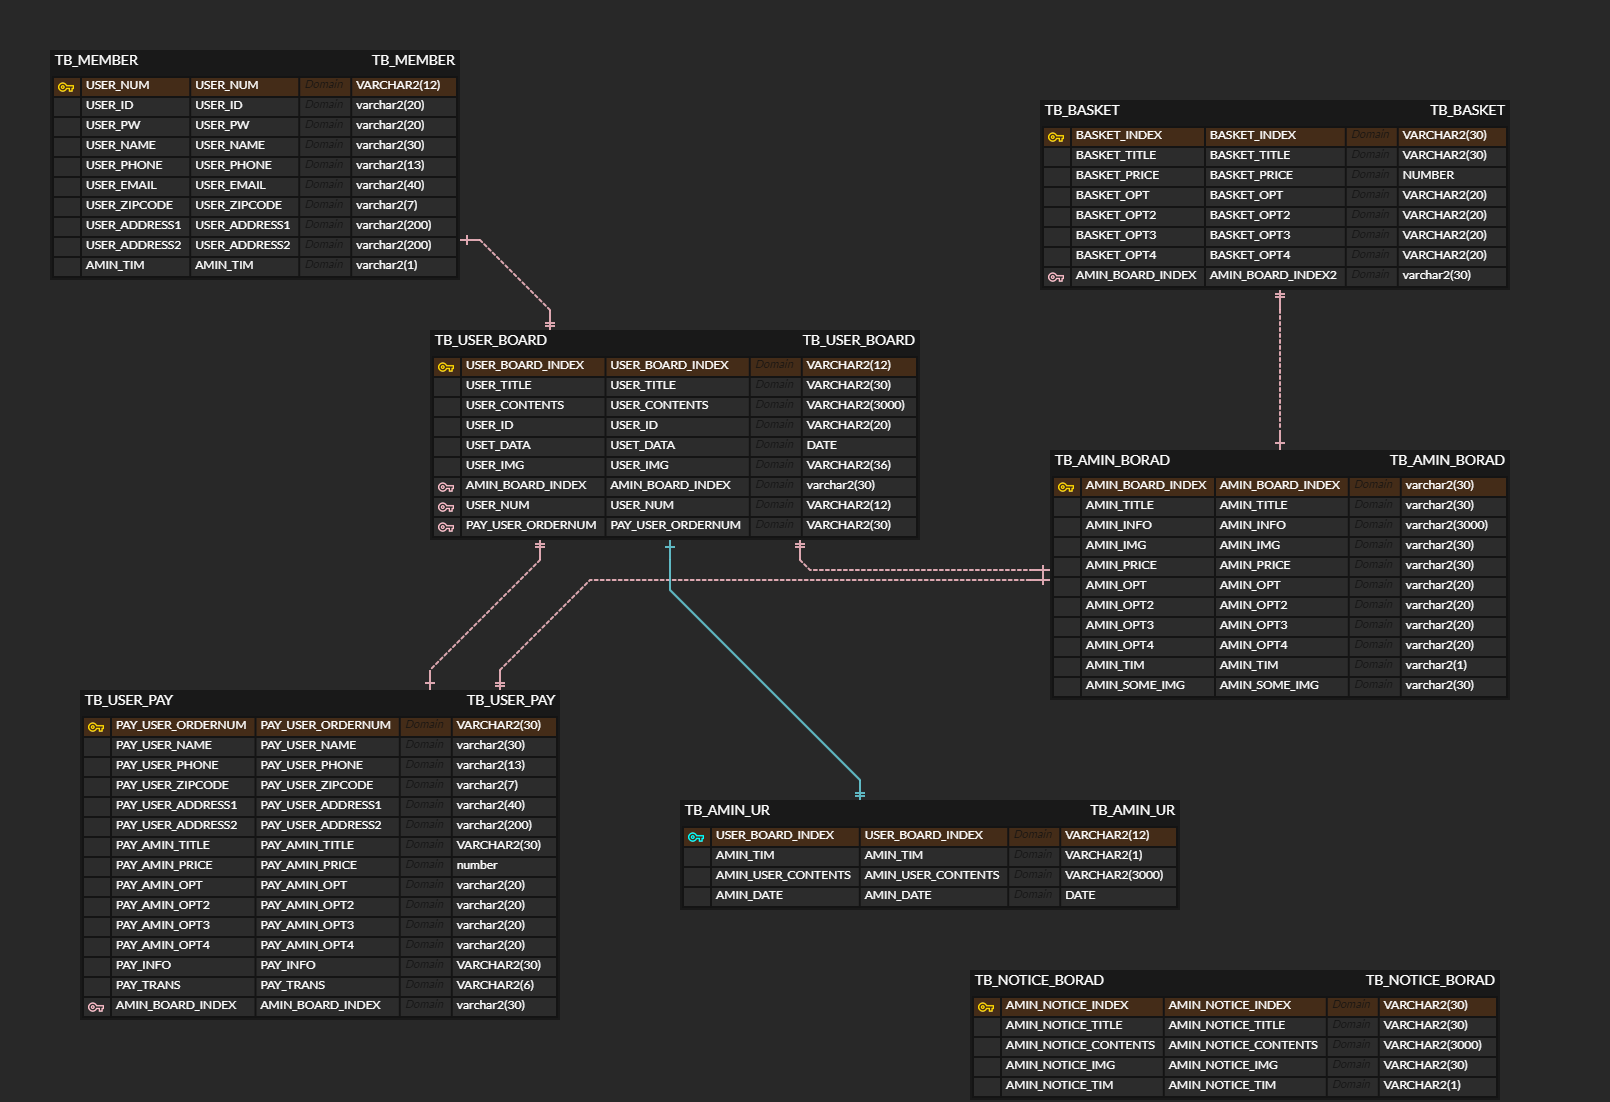 TB_MEMBER TB_MEMBER
USER_NUM USER_NUM Domain VARCHAR2(12)
USER_ID USER_ID Domain varchar2(20)
USER_PW USER_PW Domain varchar2(20)
USER_NAME USER_NAME Domain varchar2(30)
USER_PHONE USER_PHONE Domain varchar2(13)
USER_EMAIL USER_EMAIL Domain varchar2(40)
USER_ZIPCODE USER_ZIPCODE Domain varchar2(7)
USER_ADDRESS1 USER_ADDRESS1 Domain varchar2(200)
USER_ADDRESS2 USER_ADDRESS2 Domain varchar2(200)
AMIN_TIM AMIN_TIM Domain varchar2(1)
TB_BASKET TB_BASKET
BASKET_INDEX BASKET_INDEX Domain VARCHAR2(30)
BASKET_TITLE BASKET_TITLE Domain VARCHAR2(30)
BASKET_PRICE BASKET_PRICE Domain NUMBER
BASKET_OPT BASKET_OPT Domain VARCHAR2(20)
BASKET_OPT2 BASKET_OPT2 Domain VARCHAR2(20)
BASKET_OPT3 BASKET_OPT3 Domain VARCHAR2(20)
BASKET_OPT4 BASKET_OPT4 Domain VARCHAR2(20)
AMIN_BOARD_INDEX AMIN_BOARD_INDEX2 Domain varchar2(30)
TB_USER_BOARD TB_USER_BOARD
USER_BOARD_INDEX USER_BOARD_INDEX Domain VARCHAR2(12)
USER_TITLE USER_TITLE Domain VARCHAR2(30)
USER_CONTENTS USER_CONTENTS Domain VARCHAR2(3000)
USER_ID USER_ID Domain VARCHAR2(20)
USET_DATA USET_DATA Domain DATE
USER_IMG USER_IMG Domain VARCHAR2(36)
AMIN_BOARD_INDEX AMIN_BOARD_INDEX Domain varchar2(30)
USER_NUM USER_NUM Domain VARCHAR2(12)
PAY_USER_ORDERNUM PAY_USER_ORDERNUM Domain VARCHAR2(30)
TB_AMIN_BORAD TB_AMIN_BORAD
AMIN_BOARD_INDEX AMIN_BOARD_INDEX Domain varchar2(30)
AMIN_TITLE AMIN_TITLE Domain varchar2(30)
AMIN_INFO AMIN_INFO Domain varchar2(3000)
AMIN_IMG AMIN_IMG Domain varchar2(30)
AMIN_PRICE AMIN_PRICE Domain varchar2(30)
AMIN_OPT AMIN_OPT Domain varchar2(20)
AMIN_OPT2 AMIN_OPT2 Domain varchar2(20)
AMIN_OPT3 AMIN_OPT3 Domain varchar2(20)
AMIN_OPT4 AMIN_OPT4 Domain varchar2(20)
AMIN_TIM AMIN_TIM Domain varchar2(1)
AMIN_SOME_IMG AMIN_SOME_IMG Domain varchar2(30)
TB_USER_PAY TB_USER_PAY
PAY_USER_ORDERNUM PAY_USER_ORDERNUM Domain VARCHAR2(30)
PAY_USER_NAME PAY_USER_NAME Domain varchar2(30)
PAY_USER_PHONE PAY_USER_PHONE Domain varchar2(13)
PAY_USER_ZIPCODE PAY_USER_ZIPCODE Domain varchar2(7)
PAY_USER_ADDRESS1 PAY_USER_ADDRESS1 Domain varchar2(40)
PAY_USER_ADDRESS2 PAY_USER_ADDRESS2 Domain varchar2(200)
PAY_AMIN_TITLE PAY_AMIN_TITLE Domain VARCHAR2(30)
PAY_AMIN_PRICE PAY_AMIN_PRICE Domain number
PAY_AMIN_OPT PAY_AMIN_OPT Domain varchar2(20)
PAY_AMIN_OPT2 PAY_AMIN_OPT2 Domain varchar2(20)
PAY_AMIN_OPT3 PAY_AMIN_OPT3 Domain varchar2(20)
PAY_AMIN_OPT4 PAY_AMIN_OPT4 Domain varchar2(20)
PAY_INFO PAY_INFO Domain VARCHAR2(30)
PAY_TRANS PAY_TRANS Domain VARCHAR2(6)
AMIN_BOARD_INDEX AMIN_BOARD_INDEX Domain varchar2(30)
TB_AMIN_UR TB_AMIN_UR
USER_BOARD_INDEX USER_BOARD_INDEX Domain VARCHAR2(12)
AMIN_TIM AMIN_TIM Domain VARCHAR2(1)
AMIN_USER_CONTENTS AMIN_USER_CONTENTS Domain VARCHAR2(3000)
AMIN_DATE AMIN_DATE Domain DATE
TB_NOTICE_BORAD TB_NOTICE_BORAD
AMIN_NOTICE_INDEX AMIN_NOTICE_INDEX Domain VARCHAR2(30)
AMIN_NOTICE_TITLE AMIN_NOTICE_TITLE Domain VARCHAR2(30)
AMIN_NOTICE_CONTENTS AMIN_NOTICE_CONTENTS Domain VARCHAR2(3000)
AMIN_NOTICE_IMG AMIN_NOTICE_IMG Domain VARCHAR2(30)
AMIN_NOTICE_TIM AMIN_NOTICE_TIM Domain VARCHAR2(1)